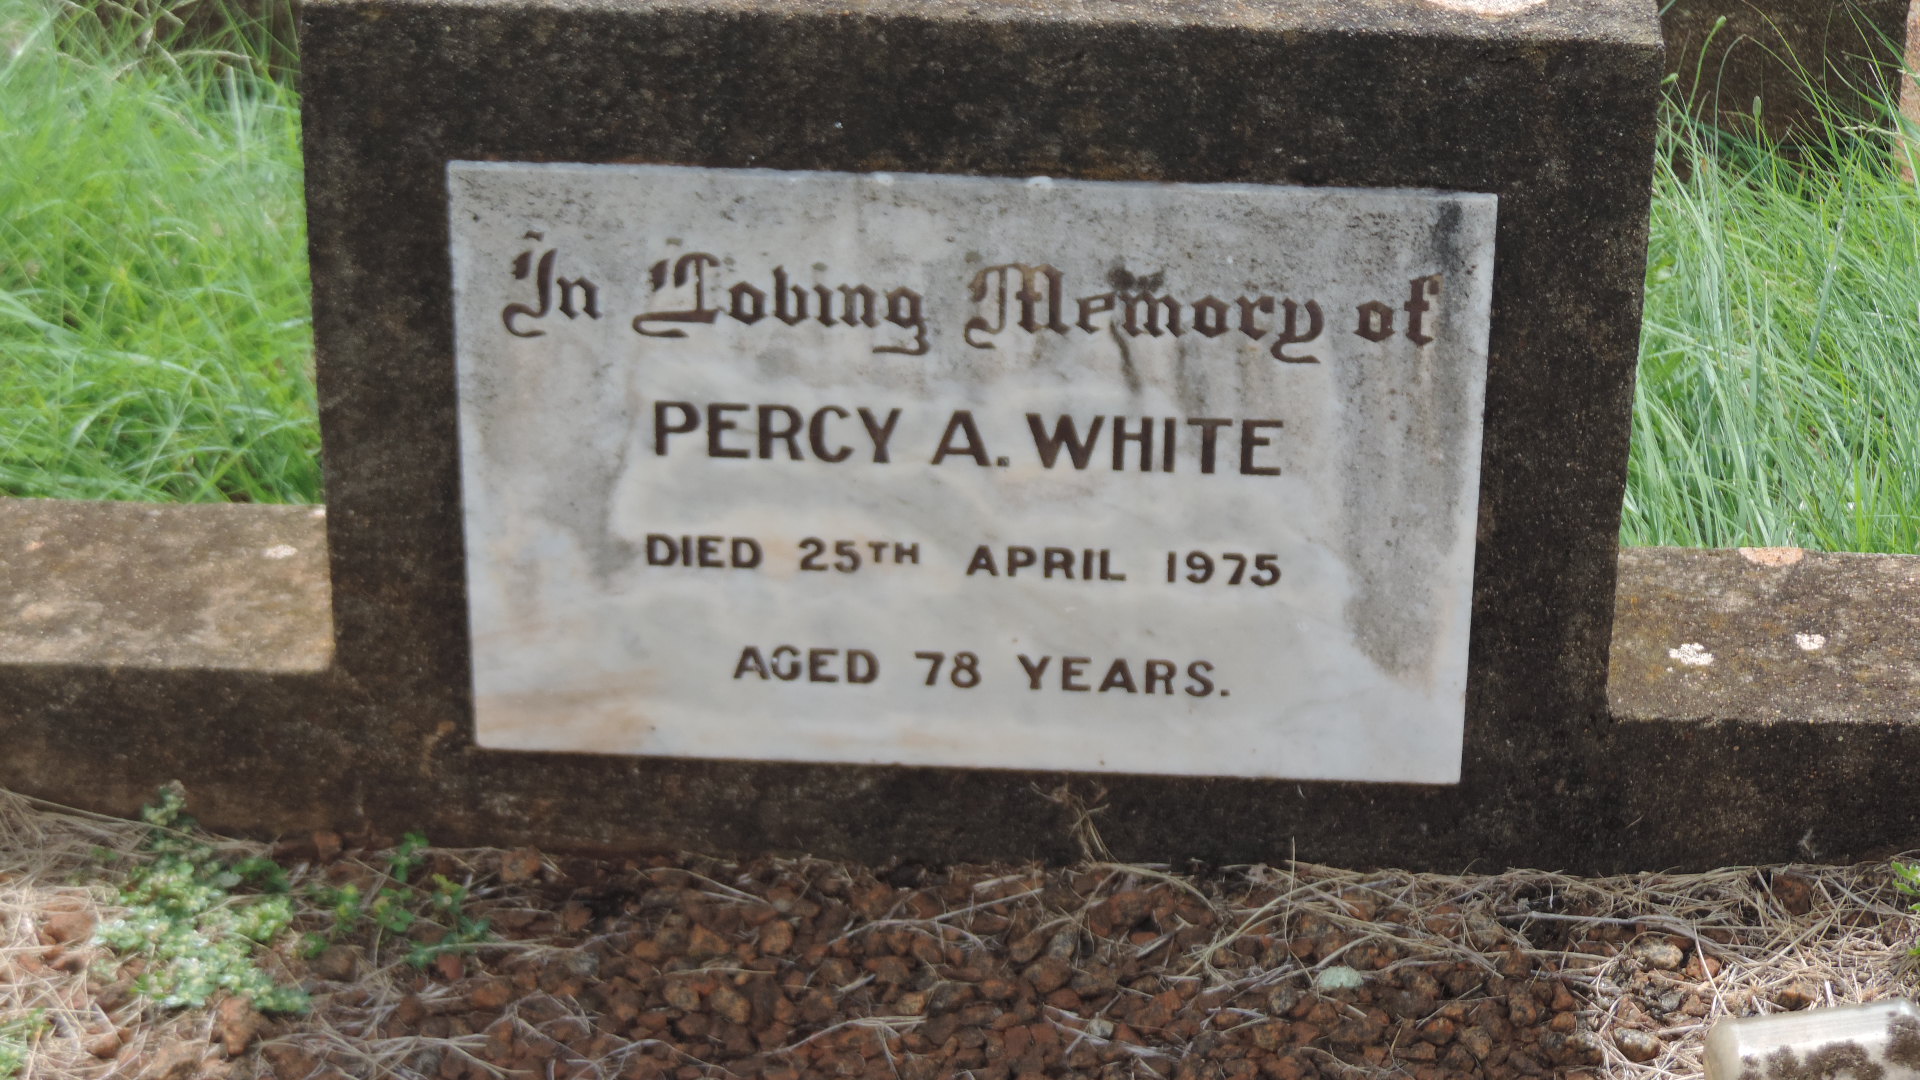 In Loving Memory of
PERCY A. WHITE
DIED 25TH APRIL 1975
AGED 78 YEARS.